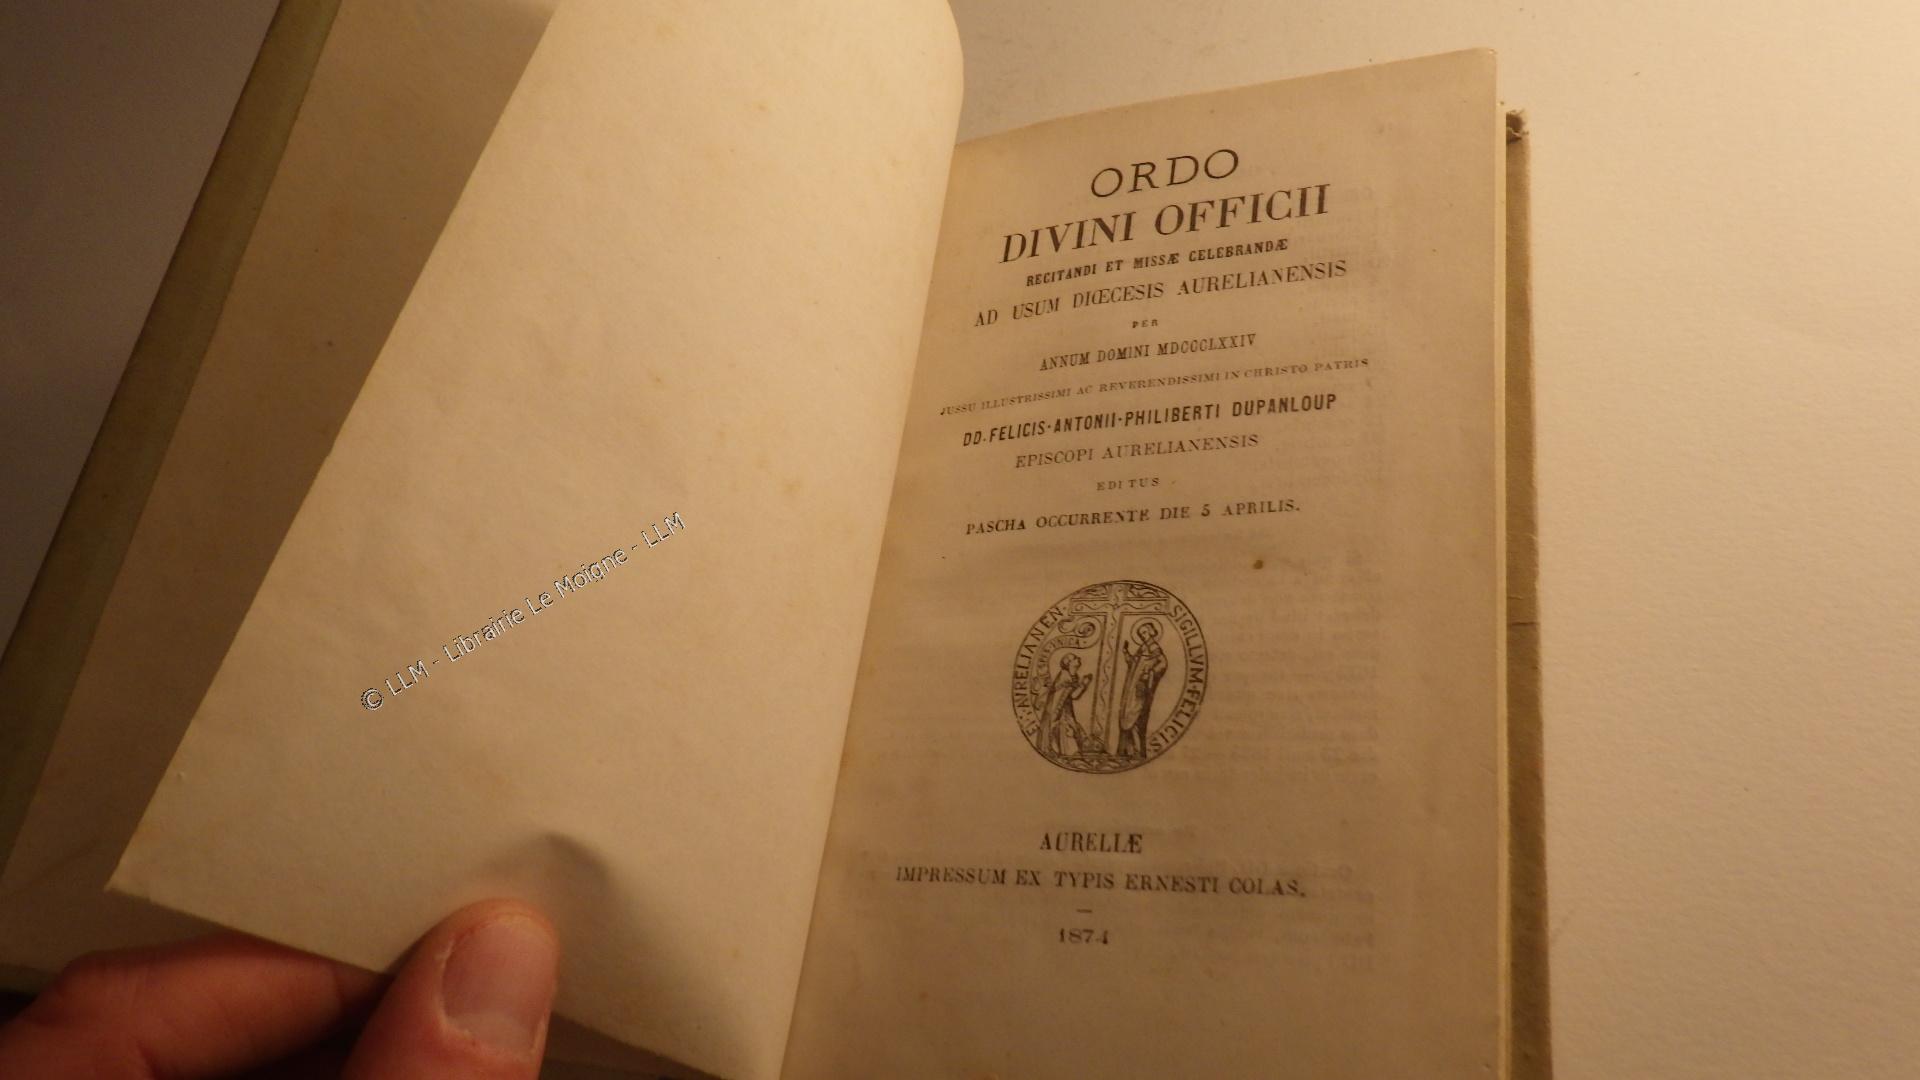 ORDO
DIVINI OFFICII
RECITANDI ET MISSÆ CELEBRANDÆ
AD USUM DIŒCESIS AURELIANENSIS
PER
ANNUM DOMINI MDCCCLXXIV
JUSSU ILLUSTRISSIMI AC REVERENDISSIMI IN CHRISTO PATRIS
DD. FELICIS-ANTONII-PHILIBERTI DUPANLOUP
EPISCOPI AURELIANENSIS
EDITUS
PASCHA OCCURRENTE DIE 5 APRILIS.
SIGILLVM·FELICIS·
AVRELIANEN·
AURELIÆ
IMPRESSUM EX TYPIS ERNESTI COLAS.
1874
© LLM - Librairie Le Moigne - LLM